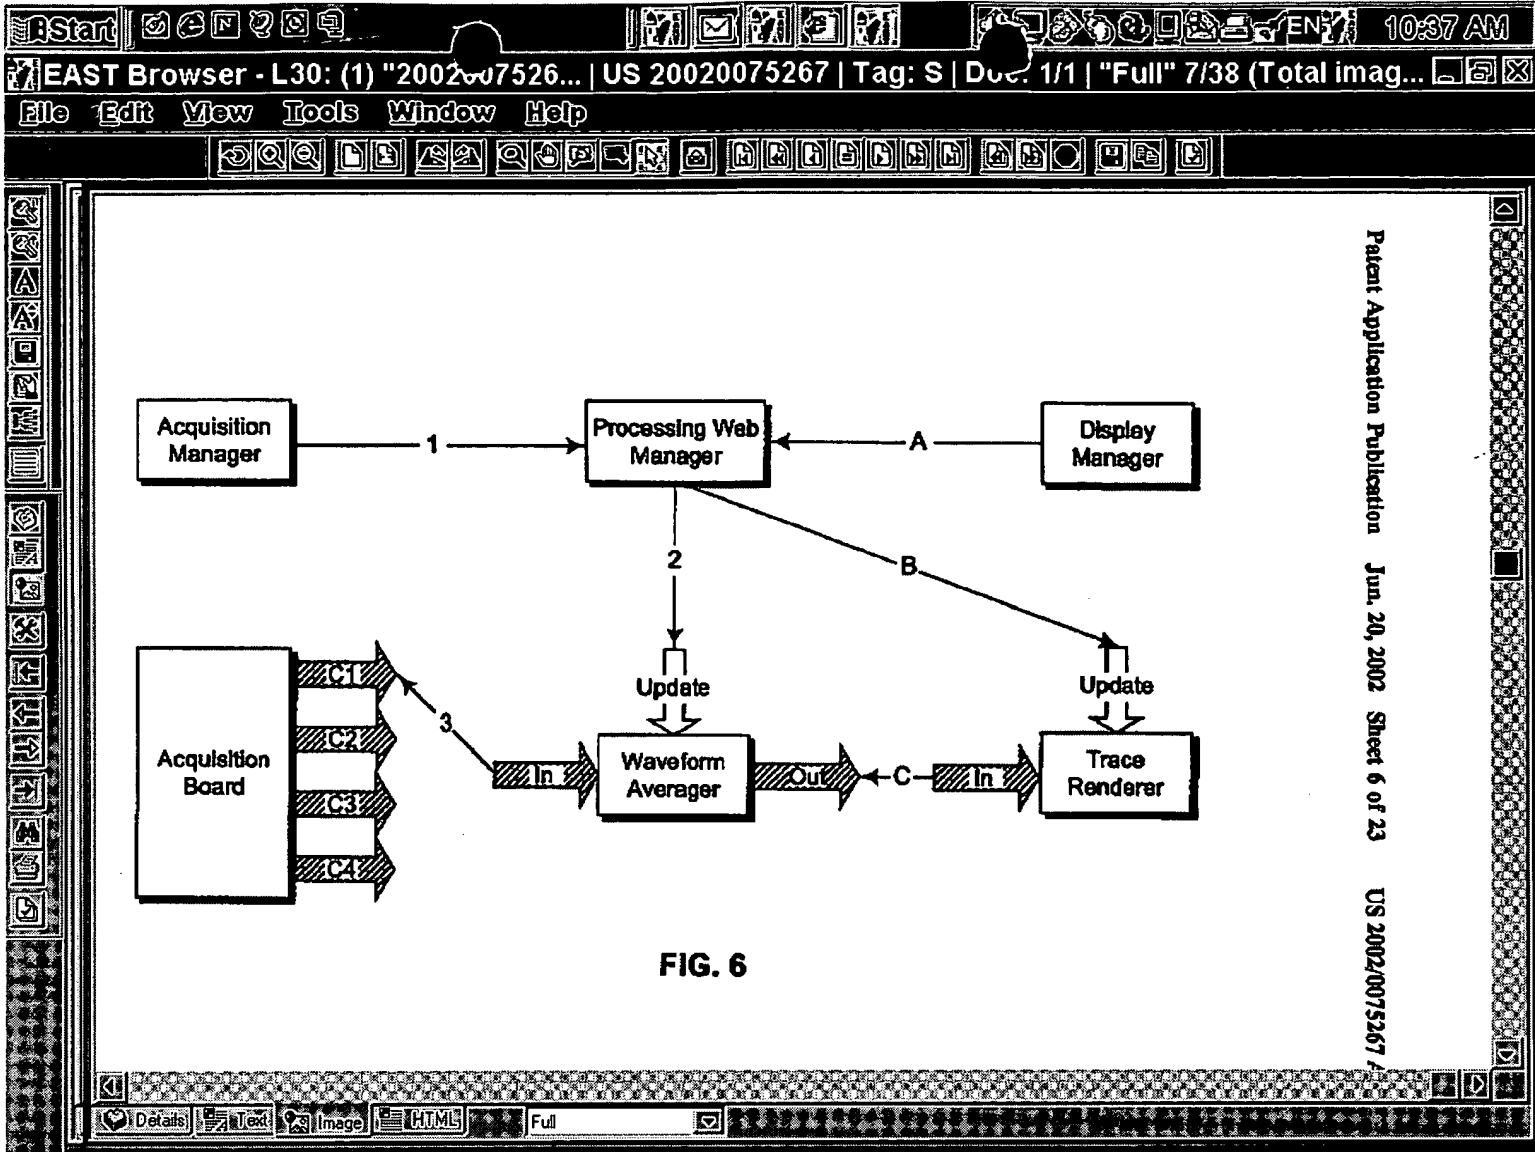 Start
EN
10:37 AM
EAST Browser - L30: (1) "2002007526... | US 20020075267 | Tag: S | Doc: 1/1 | "Full" 7/38 (Total imag...
File Edit View Tools Window Help
Patent Application Publication Jun. 20, 2002 Sheet 6 of 23 US 2002/0075267 A
Acquisition
Manager
1
Processing Web
Manager
A
Display
Manager
2
B
Acquisition
Board
C1
C2
C3
C4
3
Update
Update
In
Waveform
Averager
Out
C
In
Trace
Renderer
FIG. 6
Details Text Image HTML Full